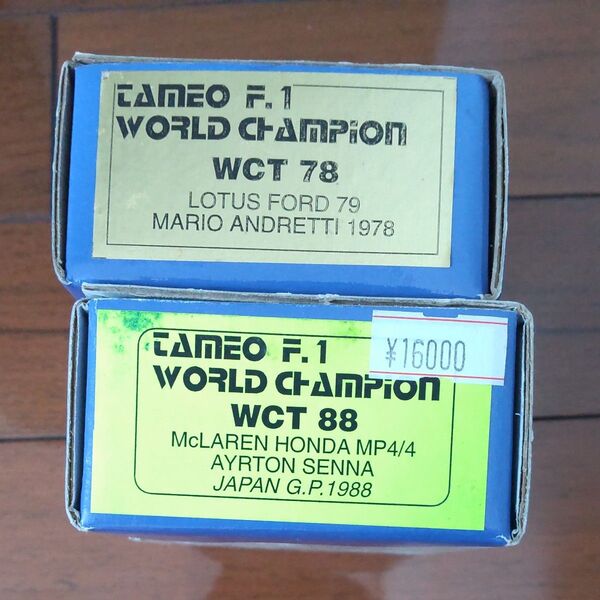 TAMEO F.1
WORLD CHAMPION
WCT 78
LOTUS FORD 79
MARIO ANDRETTI 1978
TAMEO F.1
¥16000
WORLD CHAMPION
WCT 88
McLAREN HONDA MP4/4
AYRTON SENNA
JAPAN G.P.1988